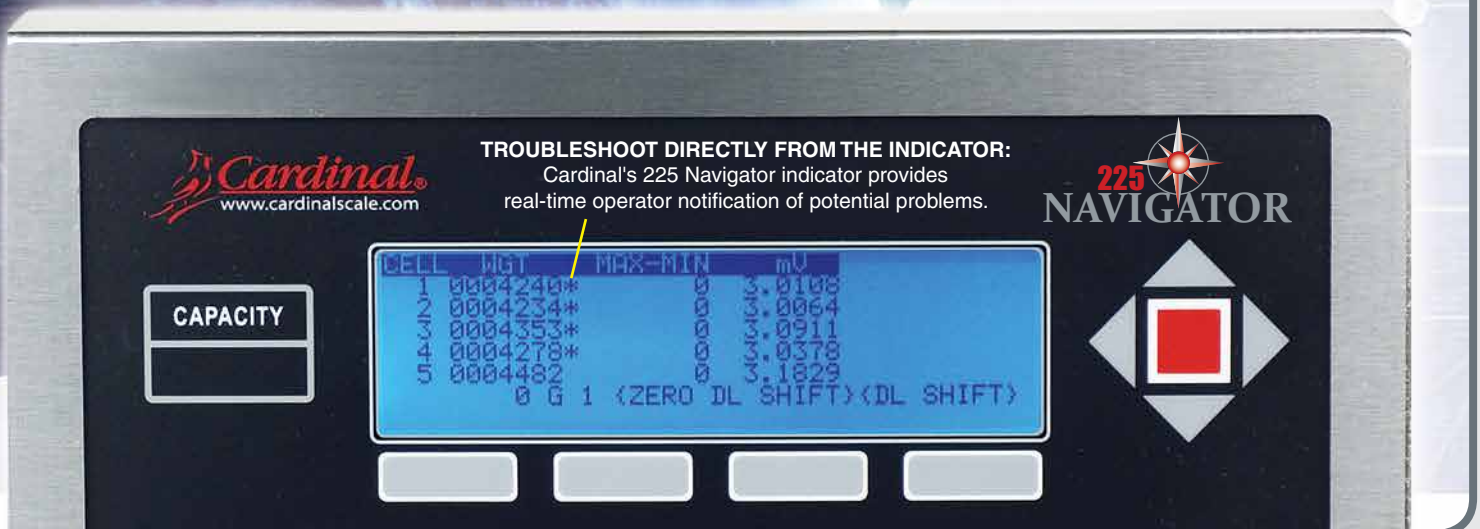 Cardinal®
www.cardinalscale.com
TROUBLESHOOT DIRECTLY FROM THE INDICATOR:
Cardinal's 225 Navigator indicator provides
real-time operator notification of potential problems.
225
NAVIGATOR
CAPACITY
CELL WGT MAX-MIN mV
1 0004240* 0 3.0108
2 0004234* 0 3.0064
3 0004353* 0 3.0911
4 0004278* 0 3.0378
5 0004482 0 3.1829
0 G 1 (ZERO DL SHIFT)(DL SHIFT)